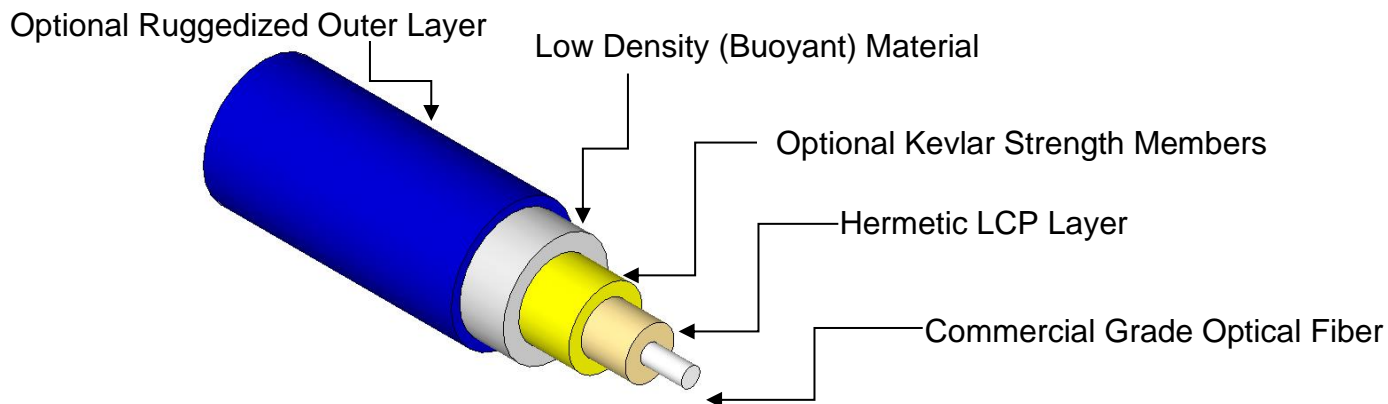 Optional Ruggedized Outer Layer
Low Density (Buoyant) Material
Optional Kevlar Strength Members
Hermetic LCP Layer
Commercial Grade Optical Fiber